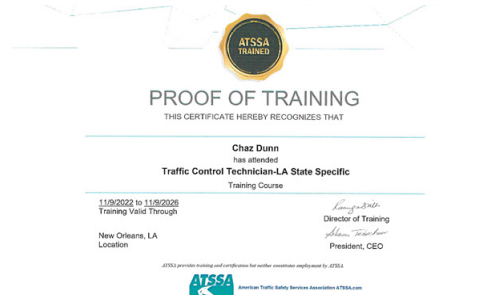 ATSSA
TRAINED
PROOF OF TRAINING
THIS CERTIFICATE HEREBY RECOGNIZES THAT
Chaz Dunn
has attended
Traffic Control Technician-LA State Specific
Training Course
11/9/2022 to 11/9/2026
Training Valid Through
Director of Training
New Orleans, LA
Location
President, CEO
ATSSA provides training and certification but neither constitutes employment by ATSSA
ATSSA
American Traffic Safety Services Association ATSSA.com